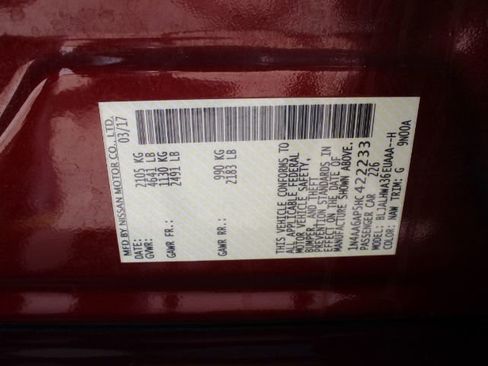 MFD BY NISSAN MOTOR CO., LTD.
03/17
GVWR: 2105 KG
4641 LB
GAWR FR.: 1130 KG
2491 LB
GAWR RR.: 990 KG
2183 LB
THIS VEHICLE CONFORMS TO
ALL APPLICABLE FEDERAL
MOTOR VEHICLE SAFETY,
BUMPER, AND THEFT
PREVENTION STANDARDS IN
EFFECT ON THE DATE OF
MANUFACTURE SHOWN ABOVE.
1N4AA6AP5HC422233
PASSENGER CAR 226
MODEL: BLJALHWA36EUAAA--H
COLOR: NAW TRIM: G 9N00A